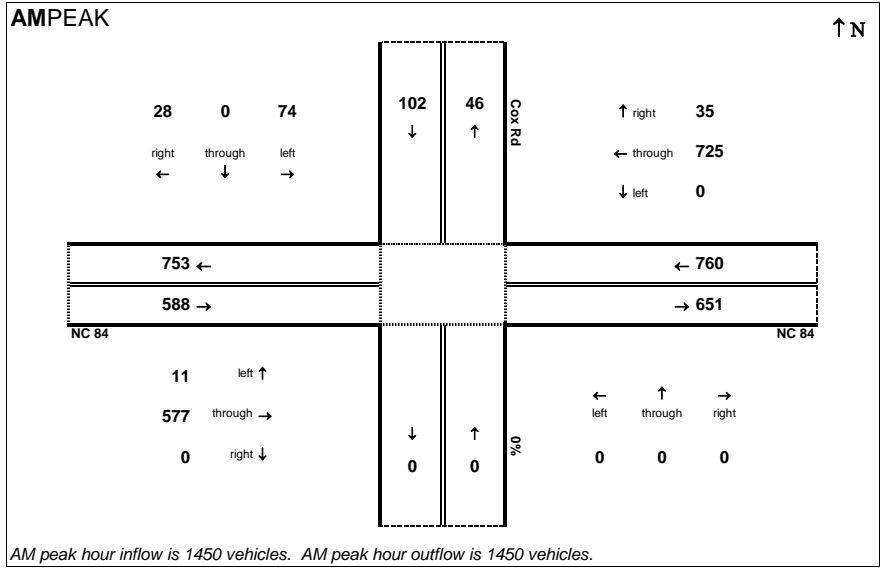 AMPEAK
↑ N
28 0 74
right through left
← ↓ →
102 46
↓ ↑
Cox Rd
↑ right 35
← through 725
↓ left 0
753 ←
588 →
← 760
→ 651
NC 84
NC 84
11 left ↑
577 through →
0 right ↓
↓ ↑
0 0
0%
← ↑ →
left through right
0 0 0
AM peak hour inflow is 1450 vehicles. AM peak hour outflow is 1450 vehicles.